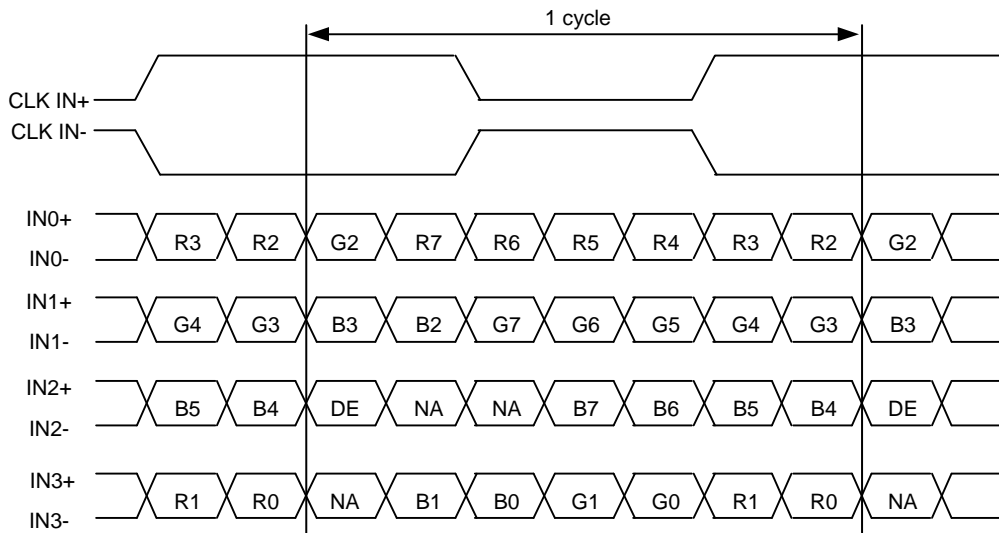 1 cycle
CLK IN+
CLK IN-
IN0+
R3 R2 G2 R7 R6 R5 R4 R3 R2 G2
IN0-
IN1+
G4 G3 B3 B2 G7 G6 G5 G4 G3 B3
IN1-
IN2+
B5 B4 DE NA NA B7 B6 B5 B4 DE
IN2-
IN3+
R1 R0 NA B1 B0 G1 G0 R1 R0 NA
IN3-